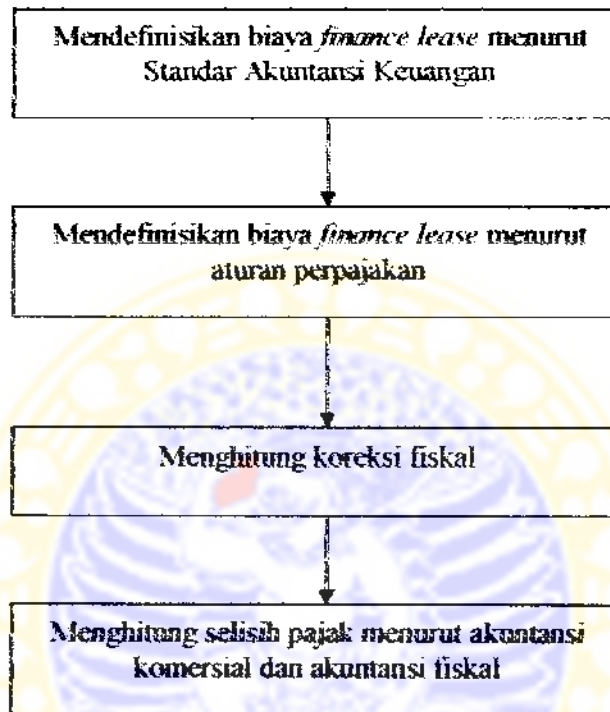 Mendefinisikan biaya finance lease menurut
Standar Akuntansi Keuangan
Mendefinisikan biaya finance lease menurut
aturan perpajakan
Menghitung koreksi fiskal
Menghitung selisih pajak menurut akuntansi
komersial dan akuntansi fiskal